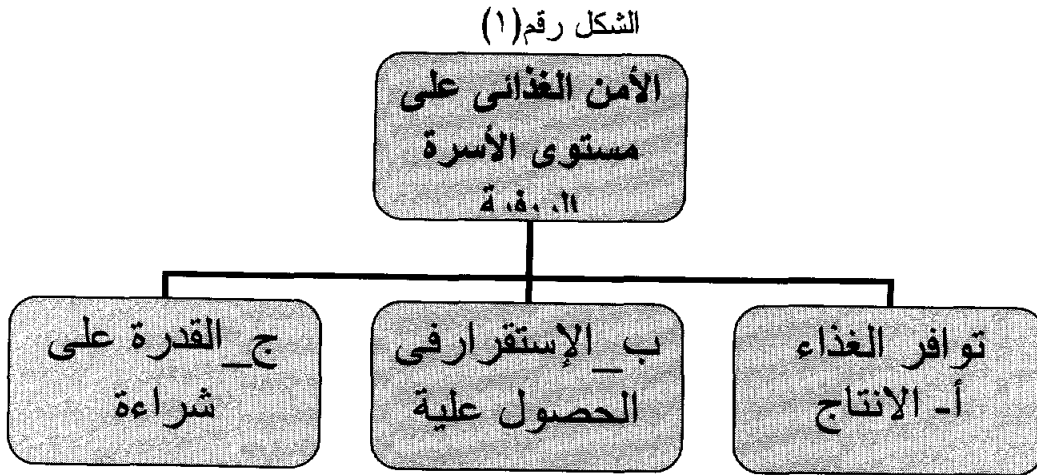 الشكل رقم(١)
الأمن الغذائى على
مستوى الأسرة
توافر الغذاء
أ- الانتاج
ب_الإستقرارفى
الحصول علية
ج_القدرة على
شراءة